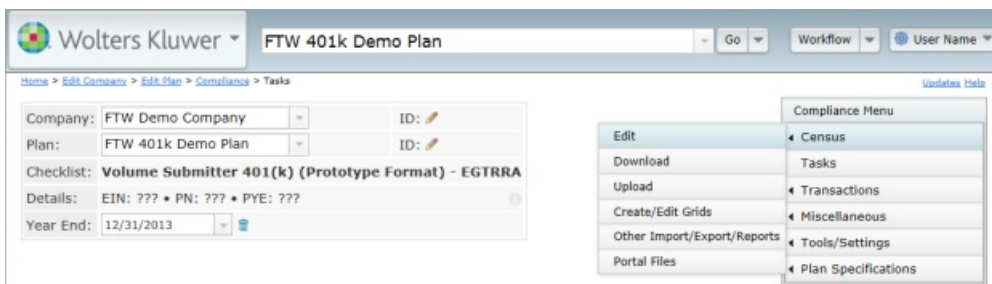 Wolters Kluwer FTW 401k Demo Plan Go Workflow User Name
Home > Edit Company > Edit Plan > Compliance > Tasks Updates Help
Company: FTW Demo Company ID:
Plan: FTW 401k Demo Plan ID:
Checklist: Volume Submitter 401(k) (Prototype Format) - EGTRRA
Details: EIN: ??? • PN: ??? • PYE: ???
Year End: 12/31/2013
Edit
Download
Upload
Create/Edit Grids
Other Import/Export/Reports
Portal Files
Compliance Menu
Census
Tasks
Transactions
Miscellaneous
Tools/Settings
Plan Specifications